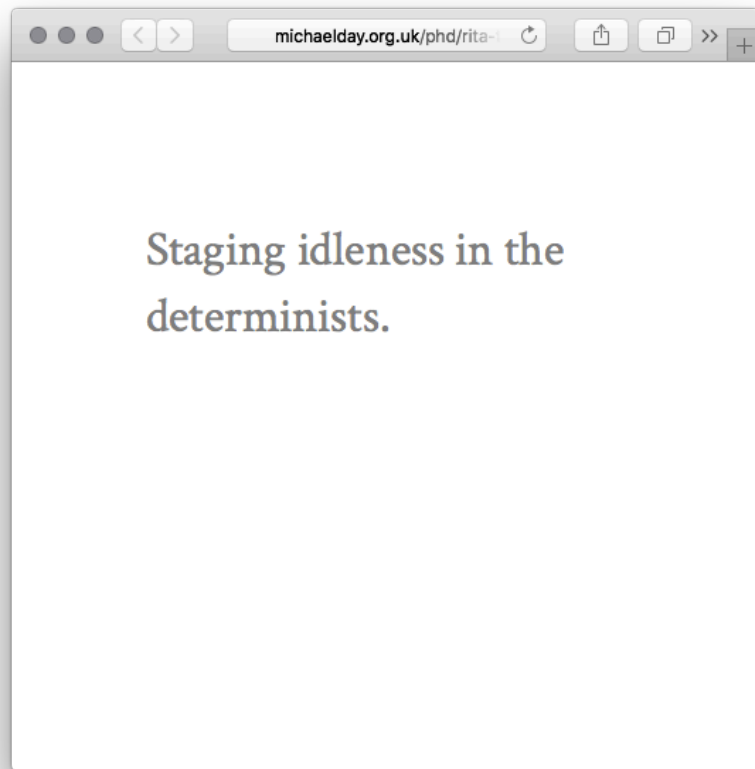 michaelday.org.uk/phd/rita-
Staging idleness in the
determinists.